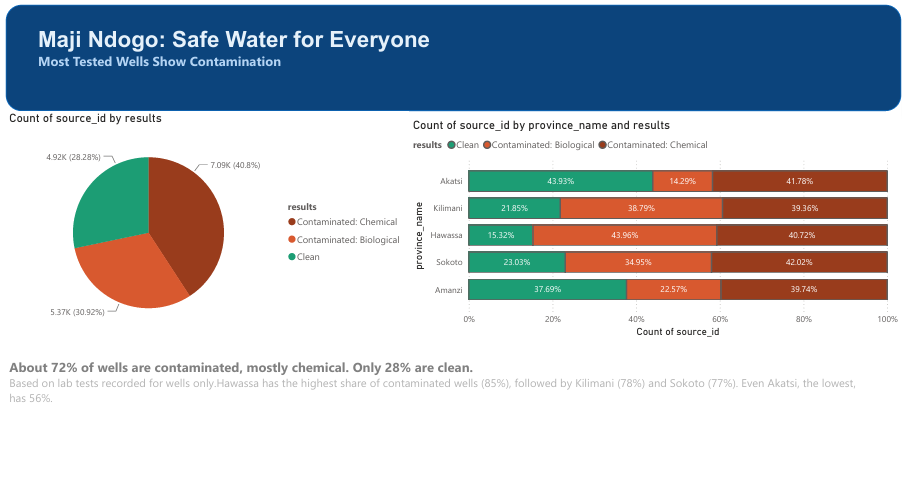 Maji Ndogo: Safe Water for Everyone
Most Tested Wells Show Contamination
Count of source_id by results
4.92K (28.28%)
7.09K (40.8%)
5.37K (30.92%)
results
Contaminated: Chemical
Contaminated: Biological
Clean
Count of source_id by province_name and results
results Clean Contaminated: Biological Contaminated: Chemical
province_name
Akatsi 43.93% 14.29% 41.78%
Kilimani 21.85% 38.79% 39.36%
Hawassa 15.32% 43.96% 40.72%
Sokoto 23.03% 34.95% 42.02%
Amanzi 37.69% 22.57% 39.74%
0% 20% 40% 60% 80% 100%
Count of source_id
About 72% of wells are contaminated, mostly chemical. Only 28% are clean.
Based on lab tests recorded for wells only.Hawassa has the highest share of contaminated wells (85%), followed by Kilimani (78%) and Sokoto (77%). Even Akatsi, the lowest,
has 56%.